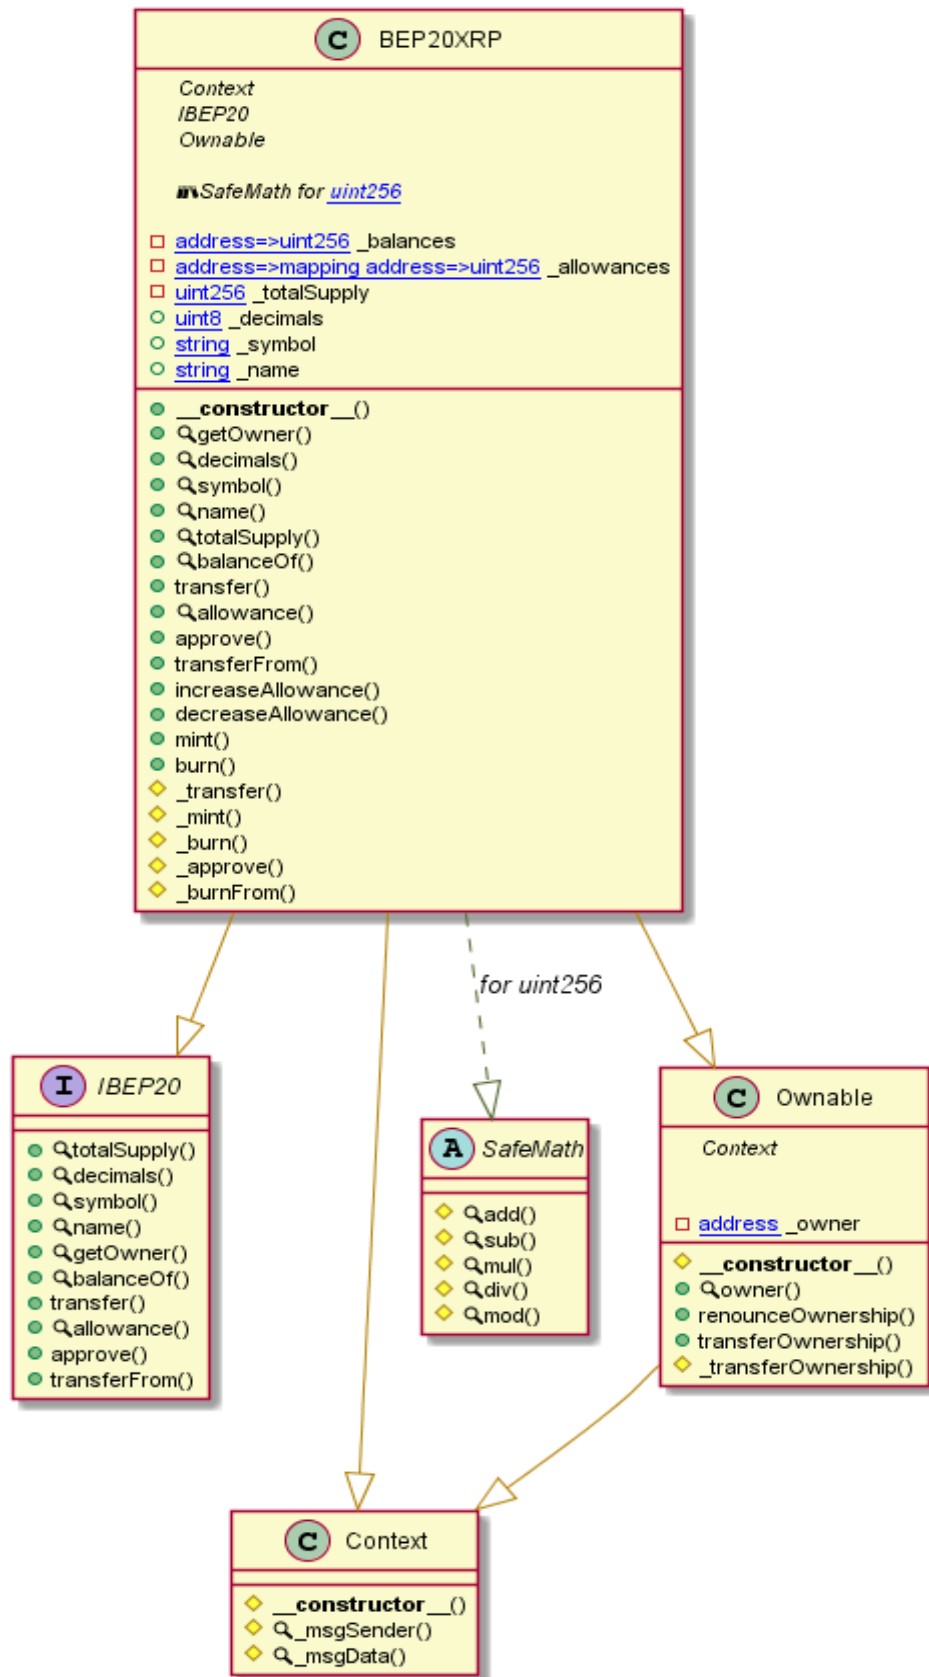 C BEP20XRP
Context
IBEP20
Ownable
SafeMath for uint256
address=>uint256 _balances
address=>mapping address=>uint256 _allowances
uint256 _totalSupply
uint8 _decimals
string _symbol
string _name
__constructor__()
getOwner()
decimals()
symbol()
name()
totalSupply()
balanceOf()
transfer()
allowance()
approve()
transferFrom()
increaseAllowance()
decreaseAllowance()
mint()
burn()
_transfer()
_mint()
_burn()
_approve()
_burnFrom()
for uint256
I IBEP20
totalSupply()
decimals()
symbol()
name()
getOwner()
balanceOf()
transfer()
allowance()
approve()
transferFrom()
A SafeMath
add()
sub()
mul()
div()
mod()
C Ownable
Context
address _owner
__constructor__()
owner()
renounceOwnership()
transferOwnership()
_transferOwnership()
C Context
__constructor__()
_msgSender()
_msgData()